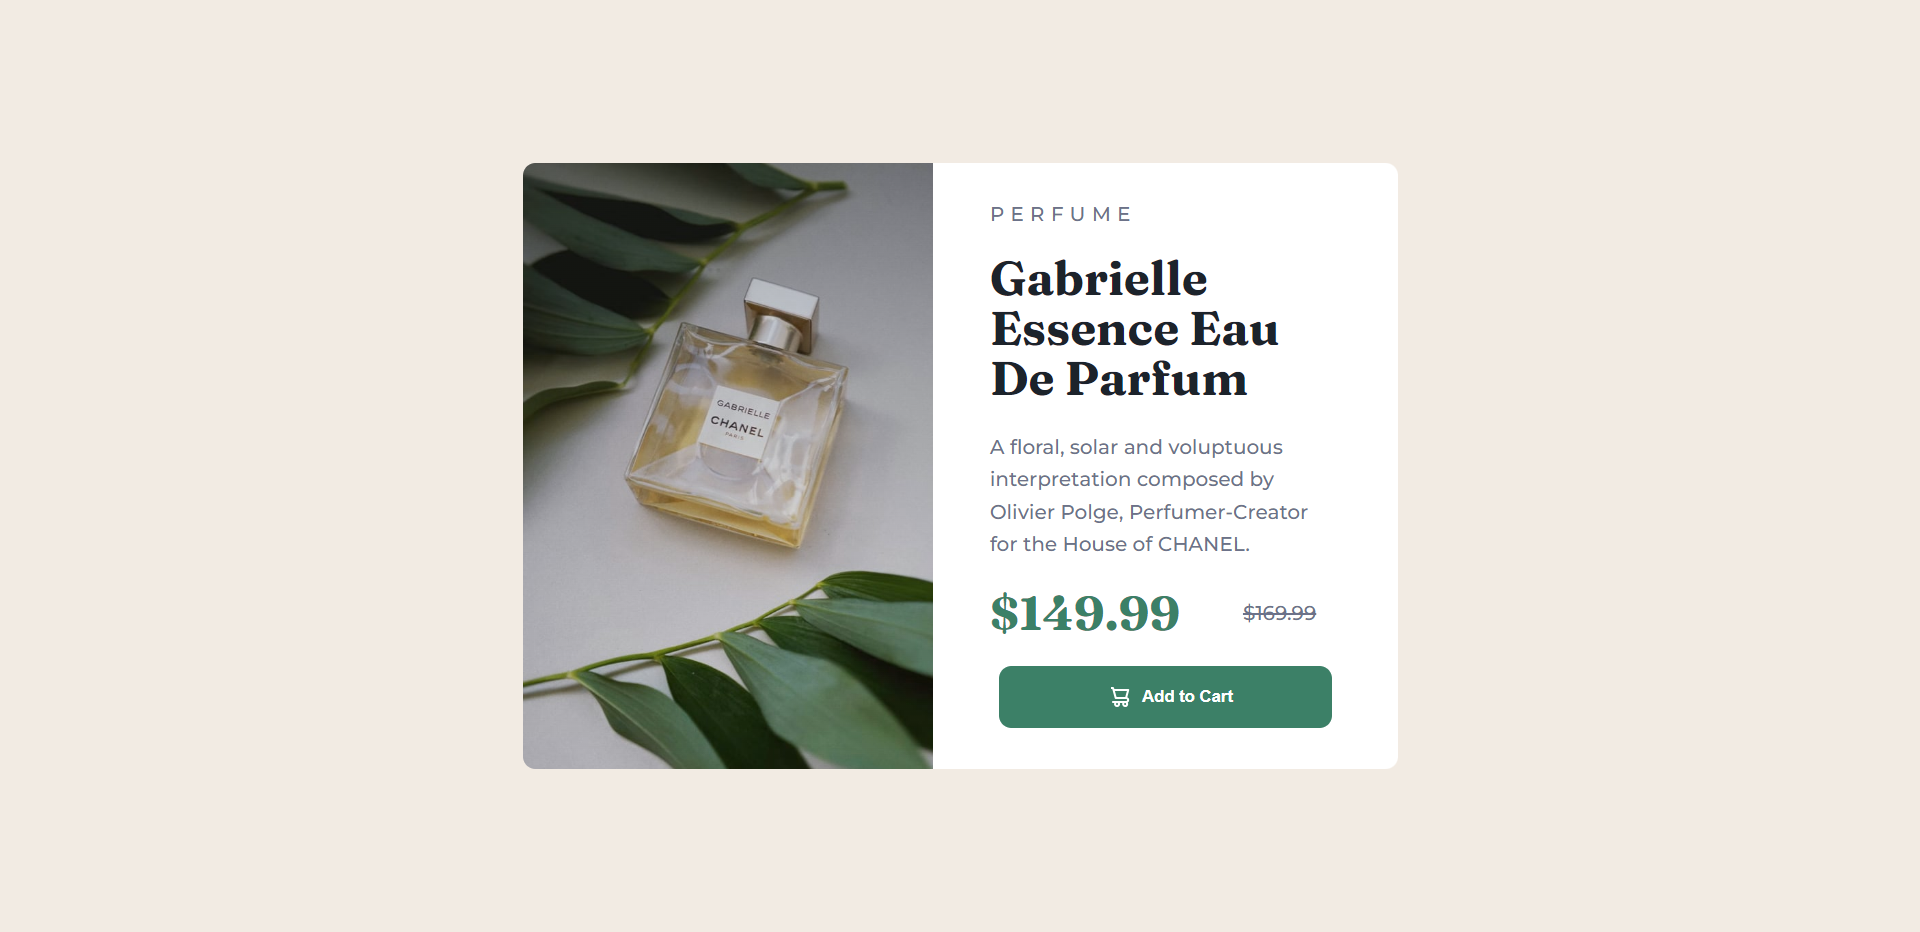 PERFUME
Gabrielle
Essence Eau
De Parfum
A floral, solar and voluptuous
interpretation composed by
Olivier Polge, Perfumer-Creator
for the House of CHANEL.
$149.99 $169.99
Add to Cart
GABRIELLE
CHANEL
PARIS